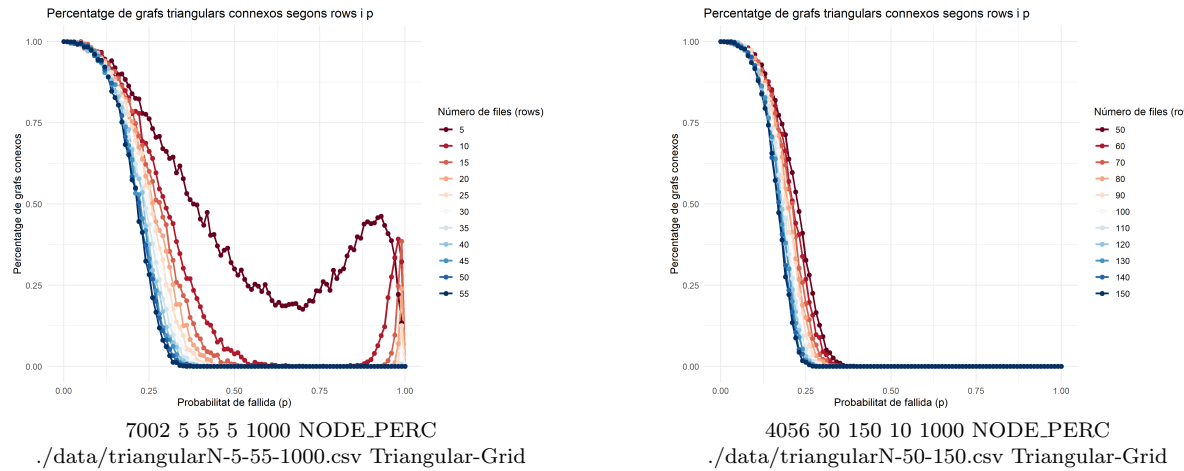 Percentatge de grafs triangulars connexos segons rows i p
Percentatge de grafs connexos
1.00
0.75
0.50
0.25
0.00
0.00 0.25 0.50 0.75 1.00
Probabilitat de fallida (p)
Número de files (rows)
5
10
15
20
25
30
35
40
45
50
55
7002 5 55 5 1000 NODE_PERC
./data/triangularN-5-55-1000.csv Triangular-Grid
Percentatge de grafs triangulars connexos segons rows i p
Percentatge de grafs connexos
1.00
0.75
0.50
0.25
0.00
0.00 0.25 0.50 0.75 1.00
Probabilitat de fallida (p)
Número de files (rov
50
60
70
80
90
100
110
120
130
140
150
4056 50 150 10 1000 NODE_PERC
./data/triangularN-50-150.csv Triangular-Grid